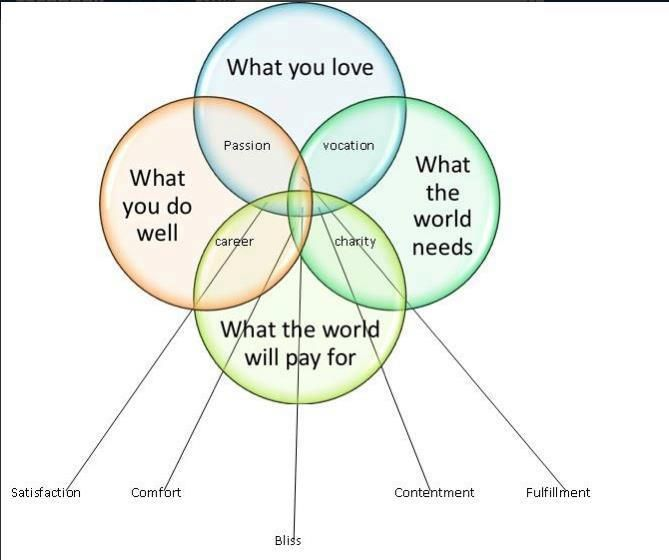 What you love
Passion
vocation
What
you do
well
What
the
world
needs
career
charity
What the world
will pay for
Satisfaction
Comfort
Contentment
Fulfillment
Bliss